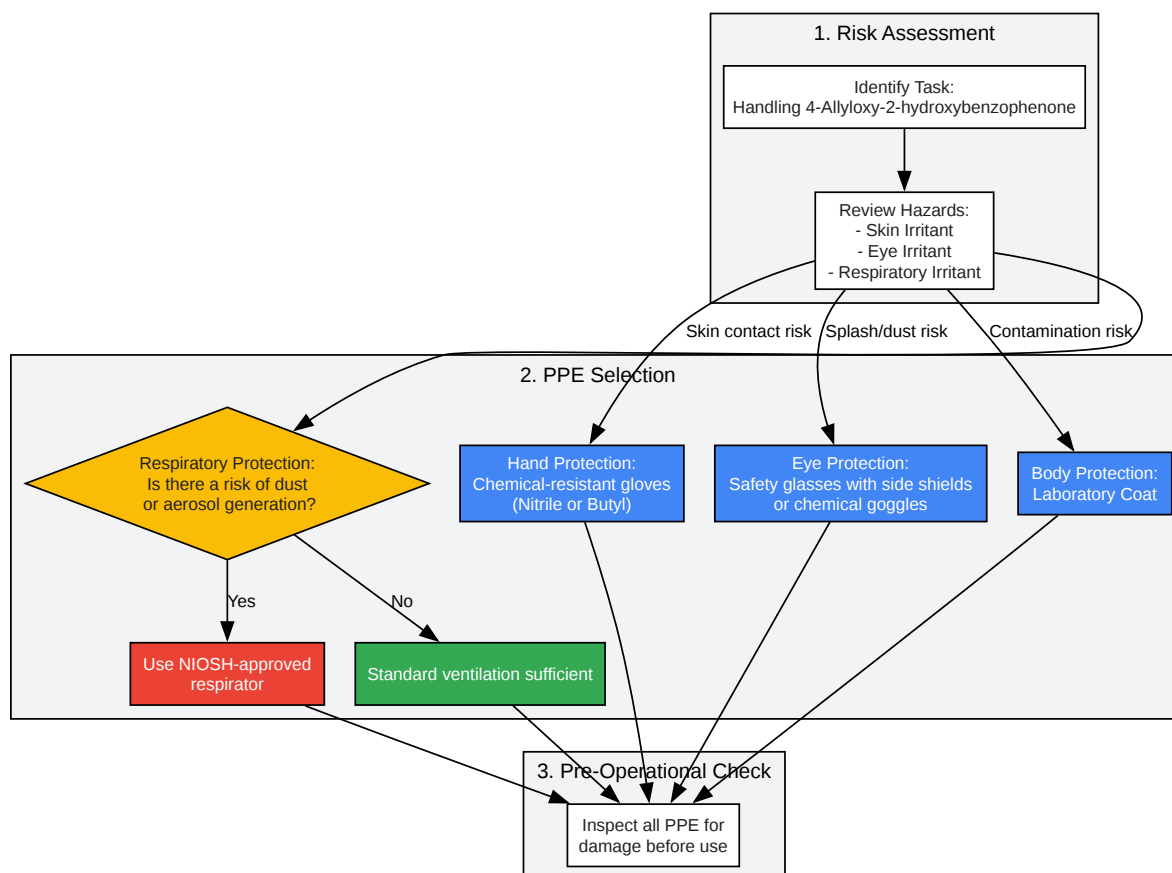 1. Risk Assessment
Identify Task:
Handling 4-Allyloxy-2-hydroxybenzophenone
Review Hazards:
- Skin Irritant
- Eye Irritant
- Respiratory Irritant
Skin contact risk
Splash/dust risk
Contamination risk
2. PPE Selection
Respiratory Protection:
Is there a risk of dust
or aerosol generation?
Hand Protection:
Chemical-resistant gloves
(Nitrile or Butyl)
Eye Protection:
Safety glasses with side shields
or chemical goggles
Body Protection:
Laboratory Coat
Yes
No
Use NIOSH-approved
respirator
Standard ventilation sufficient
3. Pre-Operational Check
Inspect all PPE for
damage before use